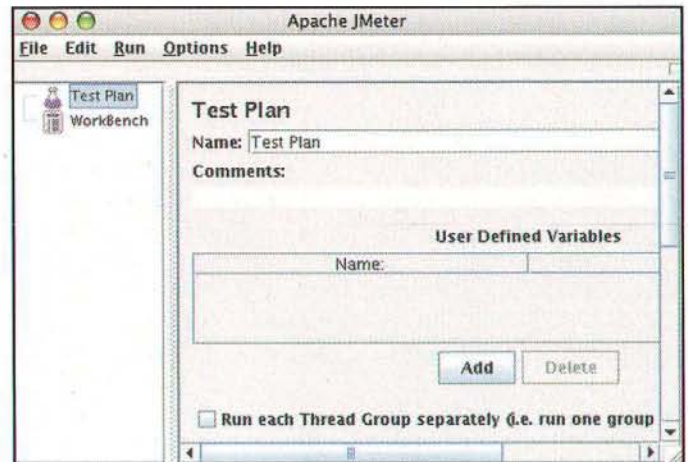 Apache JMeter
File Edit Run Options Help
Test Plan
WorkBench
Test Plan
Name: Test Plan
Comments:
User Defined Variables
Name:
Add Delete
Run each Thread Group separately (i.e. run one group